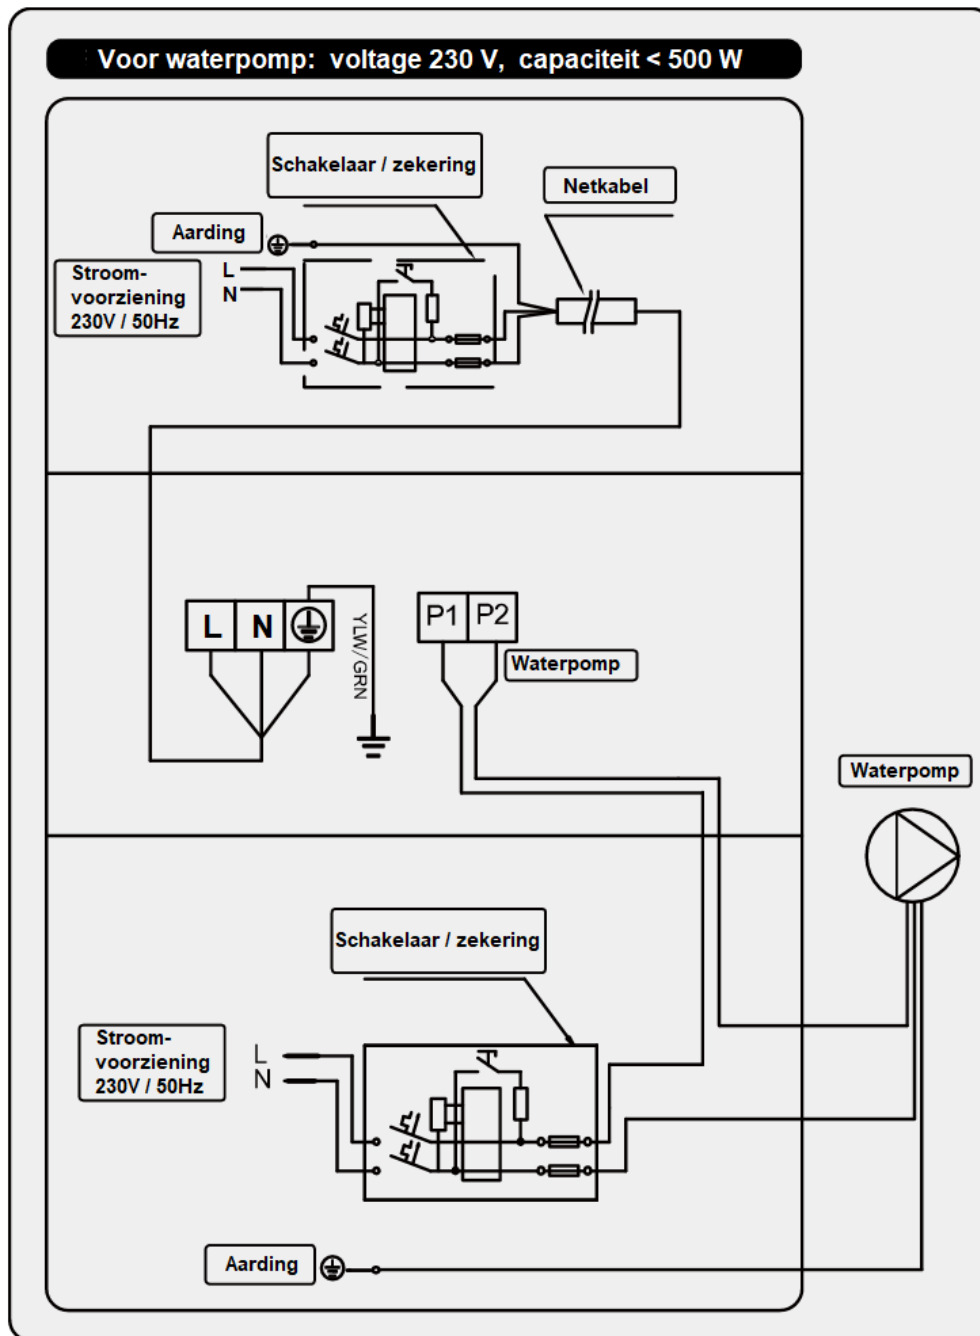 Voor waterpomp: voltage 230 V, capaciteit < 500 W
Schakelaar / zekering
Netkabel
Aarding
Stroom-
voorziening
230V / 50Hz
L
N
L N
YLW/GRN
P1 P2
Waterpomp
Waterpomp
Schakelaar / zekering
Stroom-
voorziening
230V / 50Hz
L
N
Aarding